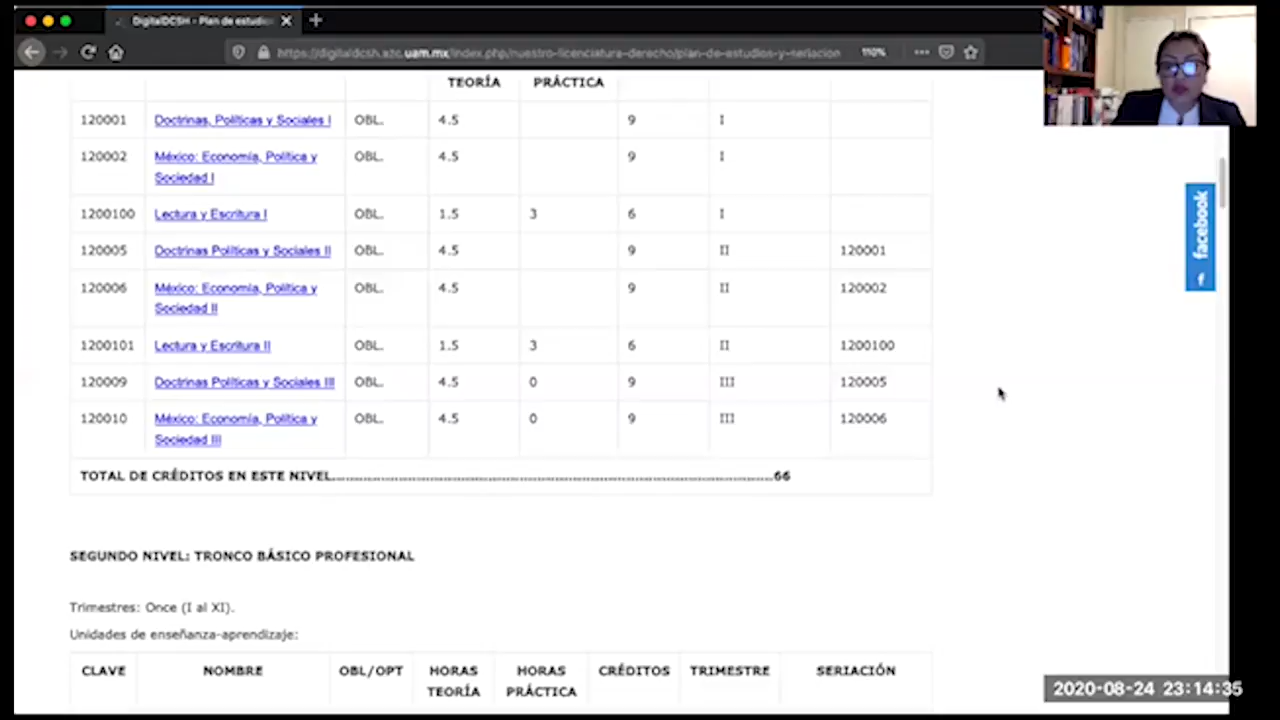 DigitalDCSH - Plan de estudio
https://digitaldcsh.azc.uam.mx/index.php/nuestro-licenciatura-derecho/plan-de-estudios-y-seriacion 110%
TEORÍA PRÁCTICA
120001 Doctrinas, Políticas y Sociales I OBL. 4.5 9 I
120002 México: Economía, Política y Sociedad I OBL. 4.5 9 I
1200100 Lectura y Escritura I OBL. 1.5 3 6 I
120005 Doctrinas Políticas y Sociales II OBL. 4.5 9 II 120001
120006 México: Economía, Política y Sociedad II OBL. 4.5 9 II 120002
1200101 Lectura y Escritura II OBL. 1.5 3 6 II 1200100
120009 Doctrinas Políticas y Sociales III OBL. 4.5 0 9 III 120005
120010 México: Economía, Política y Sociedad III OBL. 4.5 0 9 III 120006
TOTAL DE CRÉDITOS EN ESTE NIVEL...........................................................................................................66
SEGUNDO NIVEL: TRONCO BÁSICO PROFESIONAL
Trimestres: Once (I al XI).
Unidades de enseñanza-aprendizaje:
CLAVE NOMBRE OBL/OPT HORAS TEORÍA HORAS PRÁCTICA CRÉDITOS TRIMESTRE SERIACIÓN
facebook
2020-08-24 23:14:35